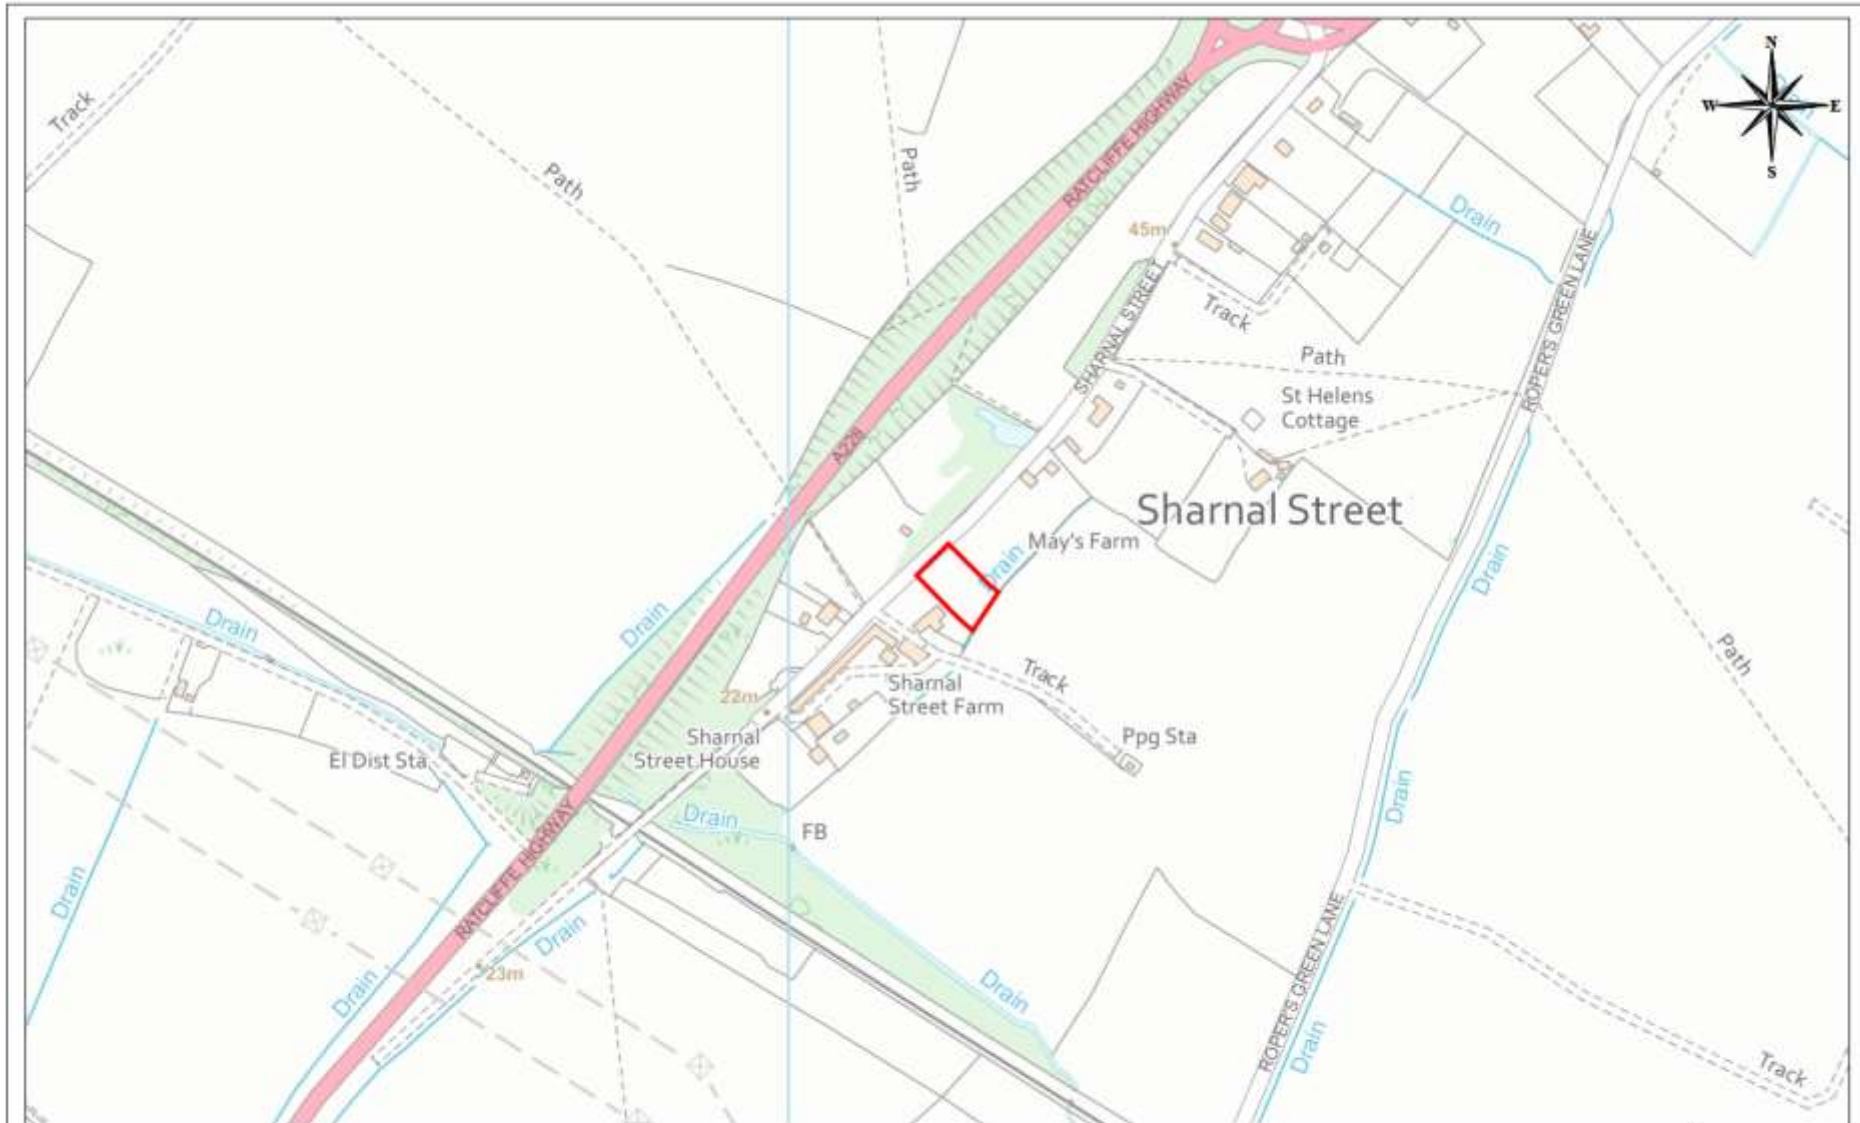 N
W
E
S
Track
Path
Path
RATCLIFFE HIGHWAY
45m
Drain
SHARNAL STREET
Track
ROPER'S GREEN LANE
Path
St Helens
Cottage
A228
Sharnal Street
May's Farm
Drain
Drain
Drain
Drain
Path
Track
Sharnal
Street Farm
22m
Sharnal
Street House
Ppg Sta
El Dist Sta
Drain
Drain
FB
RATCLIFFE HIGHWAY
Drain
Drain
23m
Drain
Drain
ROPER'S GREEN LANE
Drain
Track